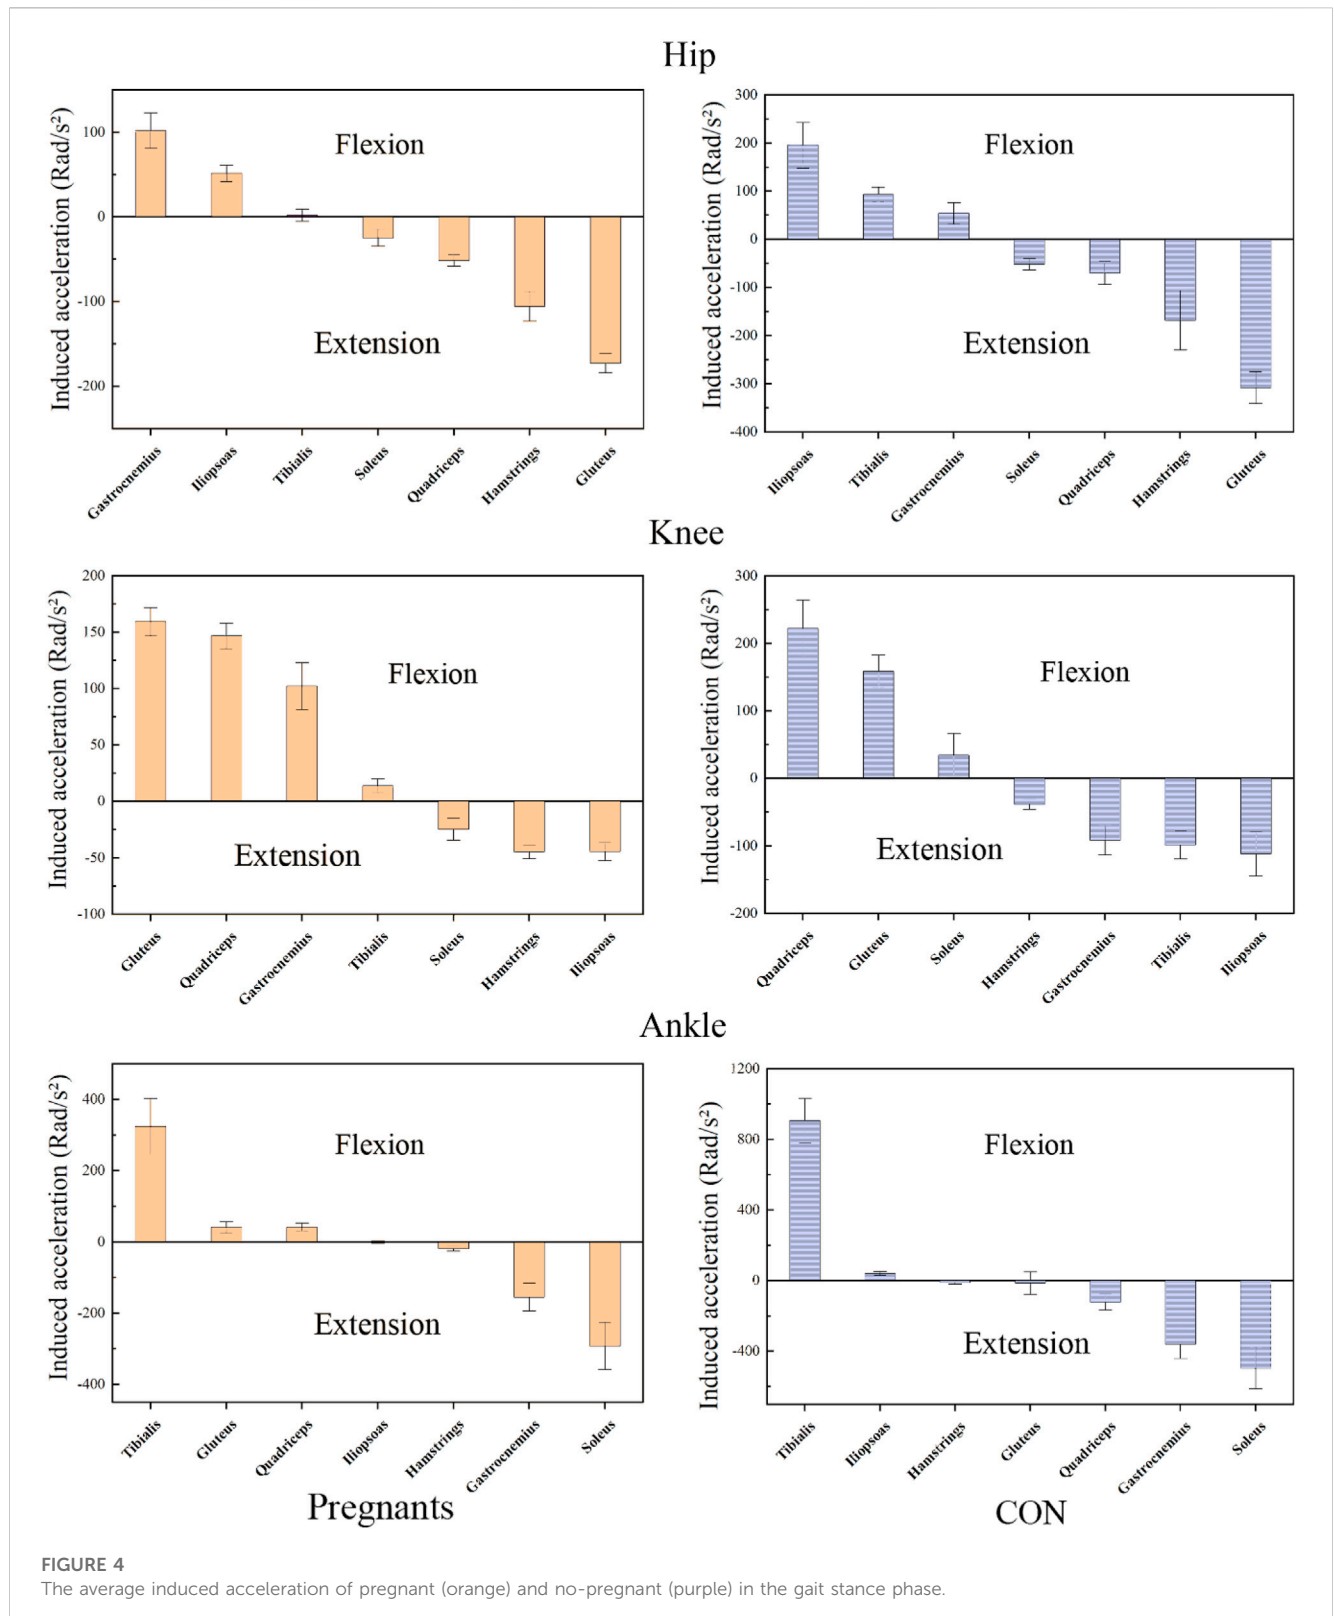 Hip
Induced acceleration (Rad/s²)
100
0
-100
-200
Flexion
Extension
Gastrocnemius
Iliopsoas
Tibialis
Soleus
Quadriceps
Hamstrings
Gluteus
Induced acceleration (Rad/s²)
300
200
100
0
-100
-200
-300
-400
Flexion
Extension
Iliopsoas
Tibialis
Gastrocnemius
Soleus
Quadriceps
Hamstrings
Gluteus
Knee
Induced acceleration (Rad/s²)
200
150
100
50
0
-50
-100
Flexion
Extension
Gluteus
Quadriceps
Gastrocnemius
Tibialis
Soleus
Hamstrings
Iliopsoas
Induced acceleration (Rad/s²)
300
200
100
0
-100
-200
Flexion
Extension
Quadriceps
Gluteus
Soleus
Hamstrings
Gastrocnemius
Tibialis
Iliopsoas
Ankle
Induced acceleration (Rad/s²)
400
200
0
-200
-400
Flexion
Extension
Tibialis
Gluteus
Quadriceps
Iliopsoas
Hamstrings
Gastrocnemius
Soleus
Pregnants
Induced acceleration (Rad/s²)
1200
800
400
0
-400
Flexion
Extension
Tibialis
Iliopsoas
Hamstrings
Gluteus
Quadriceps
Gastrocnemius
Soleus
CON
FIGURE 4
The average induced acceleration of pregnant (orange) and no-pregnant (purple) in the gait stance phase.